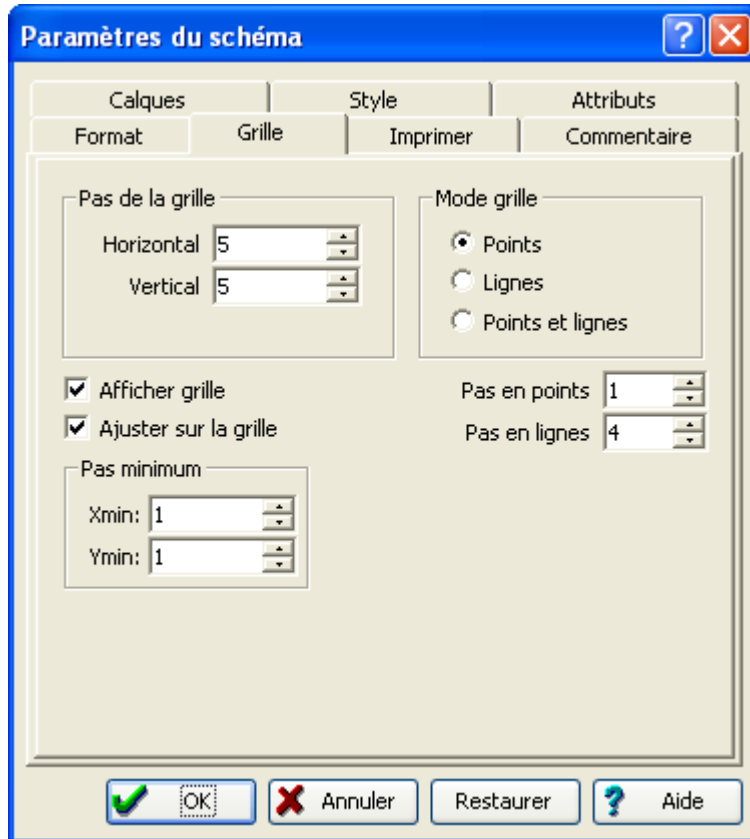 Paramètres du schéma
Calques Style Attributs
Format Grille Imprimer Commentaire
Pas de la grille
Horizontal 5
Vertical 5
Mode grille
Points
Lignes
Points et lignes
Afficher grille
Ajuster sur la grille
Pas en points 1
Pas en lignes 4
Pas minimum
Xmin: 1
Ymin: 1
OK Annuler Restaurer ? Aide